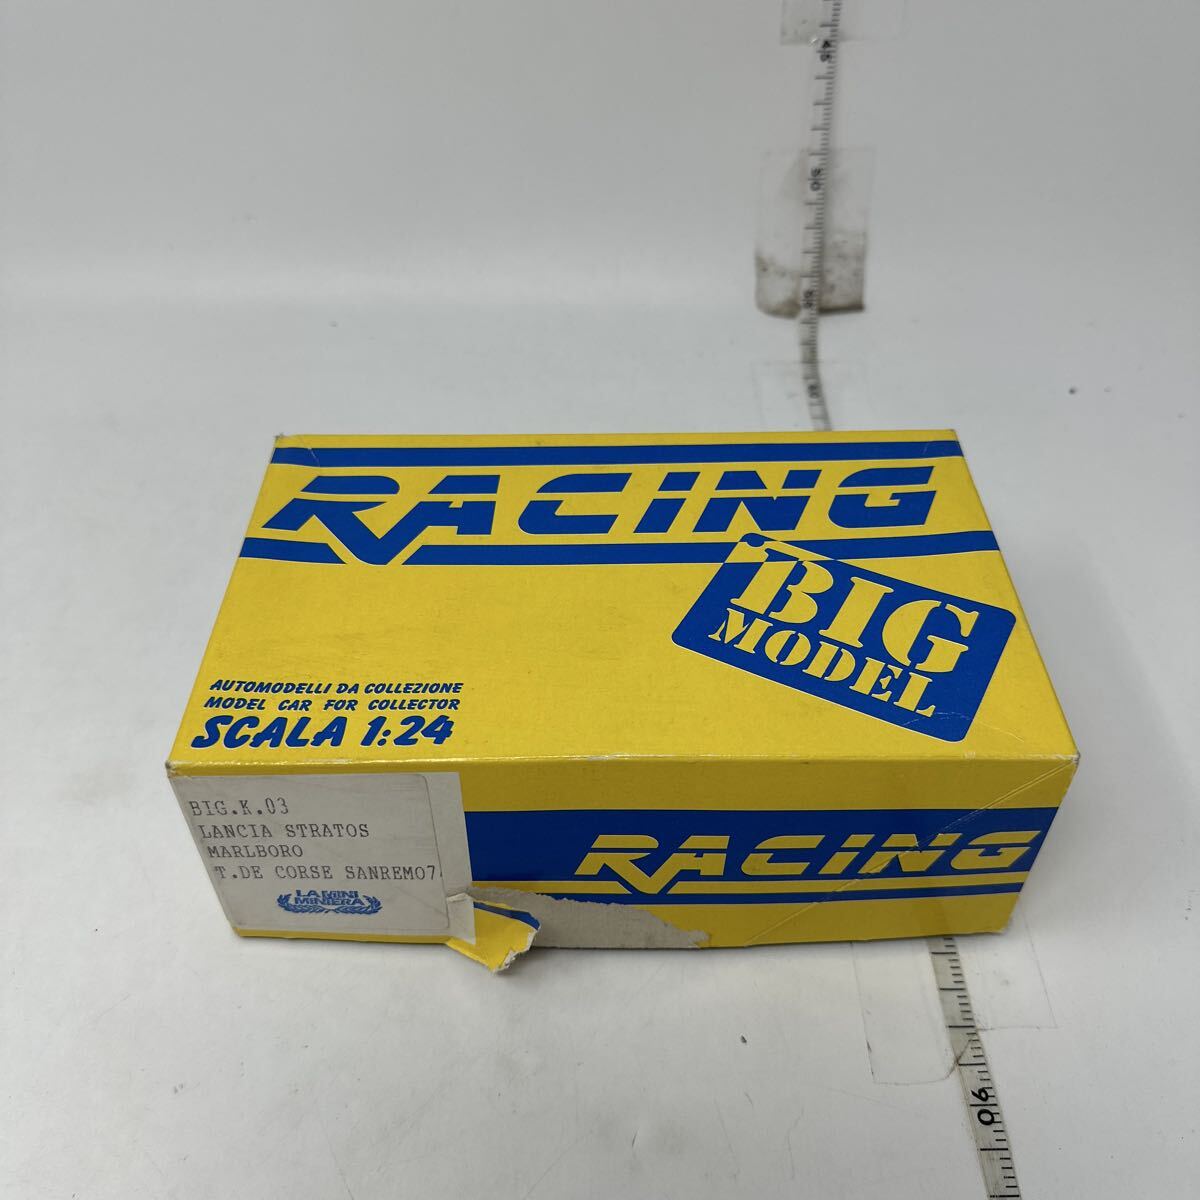 RACING
BIG
MODEL
AUTOMODELLI DA COLLEZIONE
MODEL CAR FOR COLLECTOR
SCALA 1:24
BIG.K.03
LANCIA STRATOS
MARLBORO
T.DE CORSE SANREMO7
LA MINI
MINIERA
RACING
90